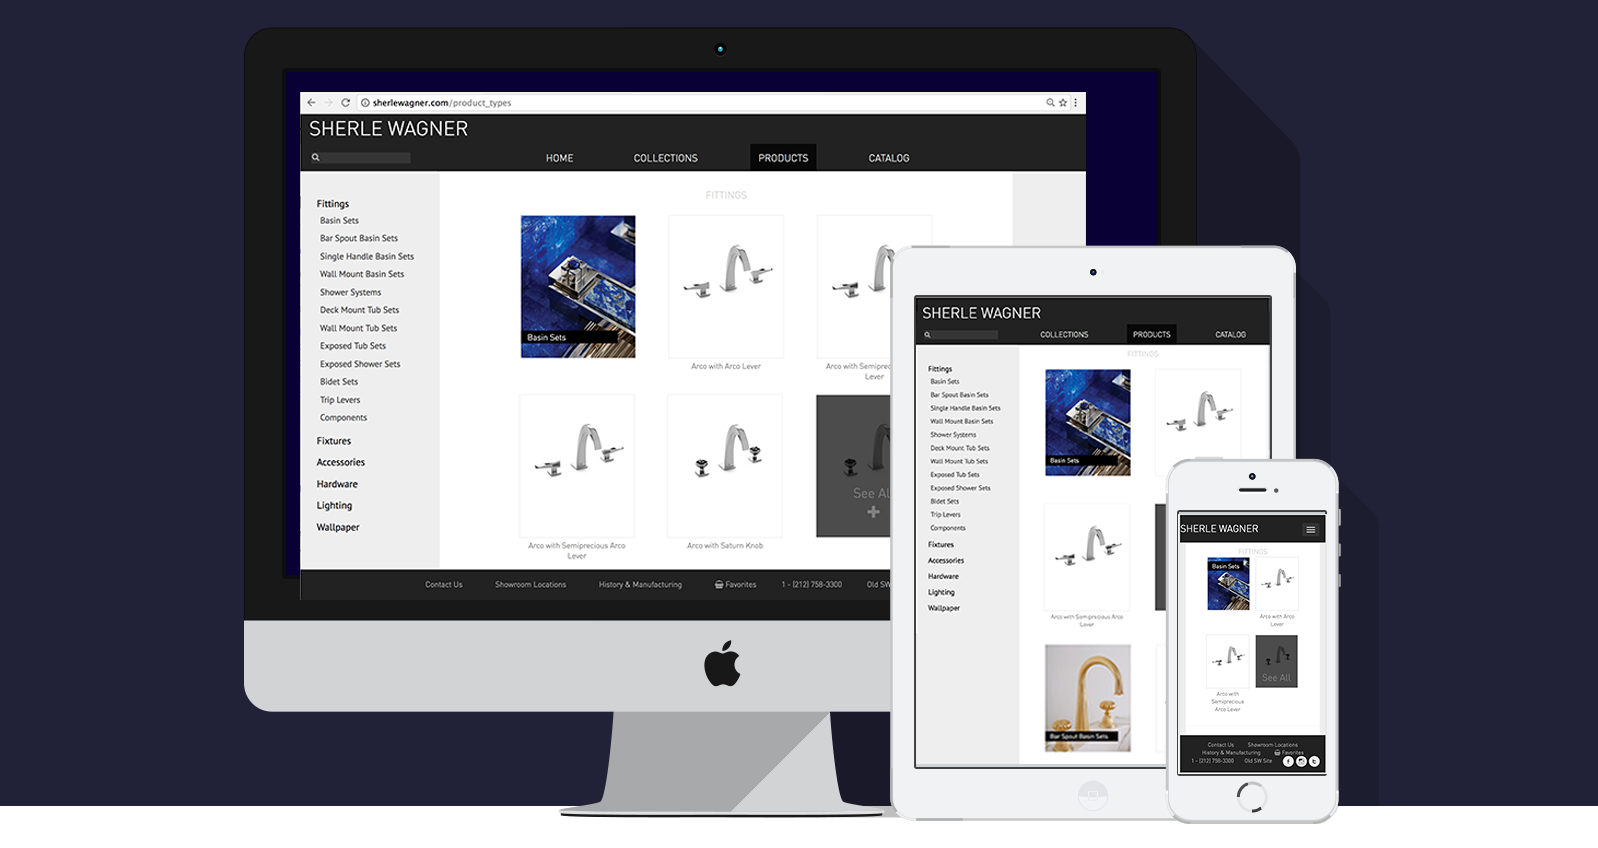 sherlewagner.com/product_types
SHERLE WAGNER
HOME COLLECTIONS PRODUCTS CATALOG
Fittings
Basin Sets
Bar Spout Basin Sets
Single Handle Basin Sets
Wall Mount Basin Sets
Shower Systems
Deck Mount Tub Sets
Wall Mount Tub Sets
Exposed Tub Sets
Exposed Shower Sets
Bidet Sets
Trip Levers
Components
Fixtures
Accessories
Hardware
Lighting
Wallpaper
FITTINGS
Basin Sets
Arco with Arco Lever
Arco with Semiprec
Lever
Arco with Semiprecious Arco
Lever
Arco with Saturn Knob
See Al
+
Contact Us Showroom Locations History & Manufacturing Favorites 1 - (212) 758-3300 Old SW
SHERLE WAGNER
COLLECTIONS PRODUCTS CATALOG
Fittings
Basin Sets
Bar Spout Basin Sets
Single Handle Basin Sets
Wall Mount Basin Sets
Shower Systems
Deck Mount Tub Sets
Wall Mount Tub Sets
Exposed Tub Sets
Exposed Shower Sets
Bidet Sets
Trip Levers
Components
Fixtures
Accessories
Hardware
Lighting
Wallpaper
FITTINGS
Basin Sets
Arco with Semiprecious Arco
Lever
Bar Spout Basin Sets
SHERLE WAGNER
FITTINGS
Basin Sets
Arco with Arco
Lever
Arco with
Semiprecious
Arco Lever
See All
Contact Us Showroom Locations
History & Manufacturing Favorites
1 - (212) 758-3300 Old SW Site